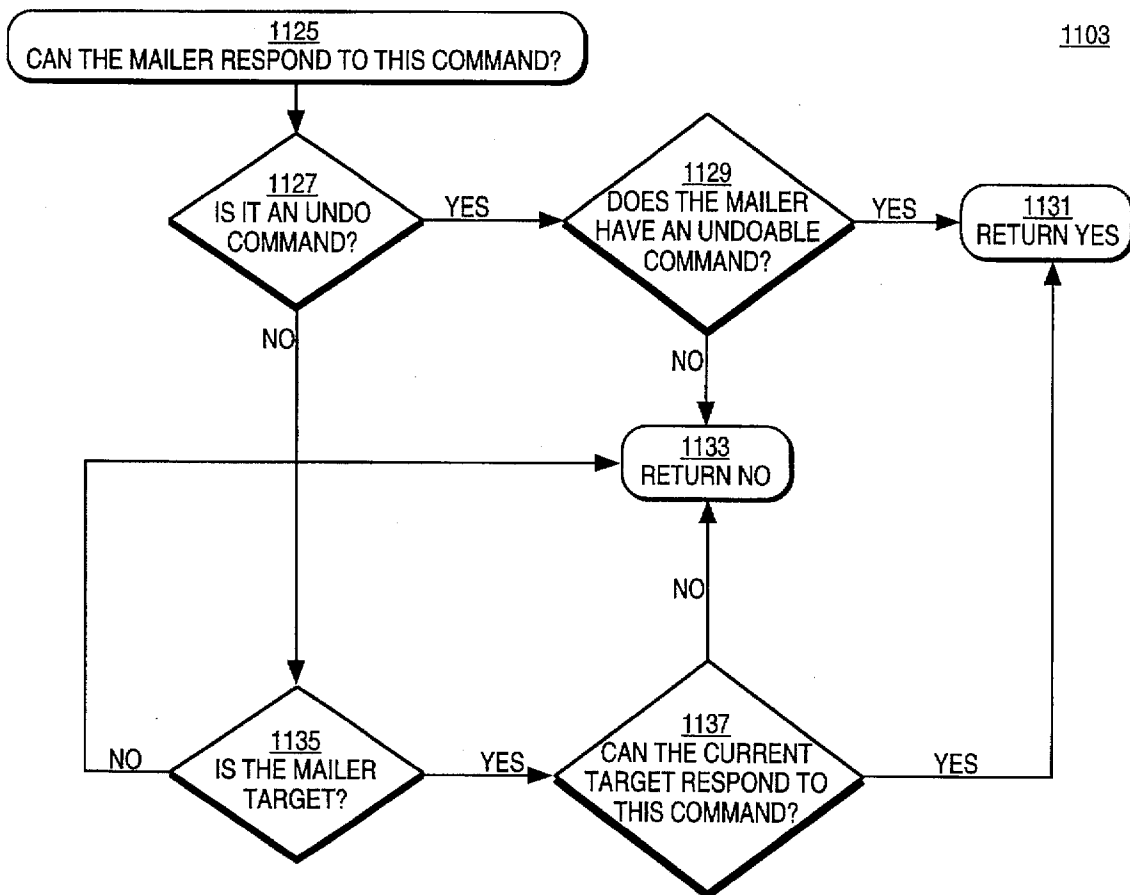 1125
CAN THE MAILER RESPOND TO THIS COMMAND?
1103
1127
IS IT AN UNDO
COMMAND?
YES
1129
DOES THE MAILER
HAVE AN UNDOABLE
COMMAND?
YES
1131
RETURN YES
NO
NO
1133
RETURN NO
NO
1135
IS THE MAILER
TARGET?
NO
YES
1137
CAN THE CURRENT
TARGET RESPOND TO
THIS COMMAND?
YES